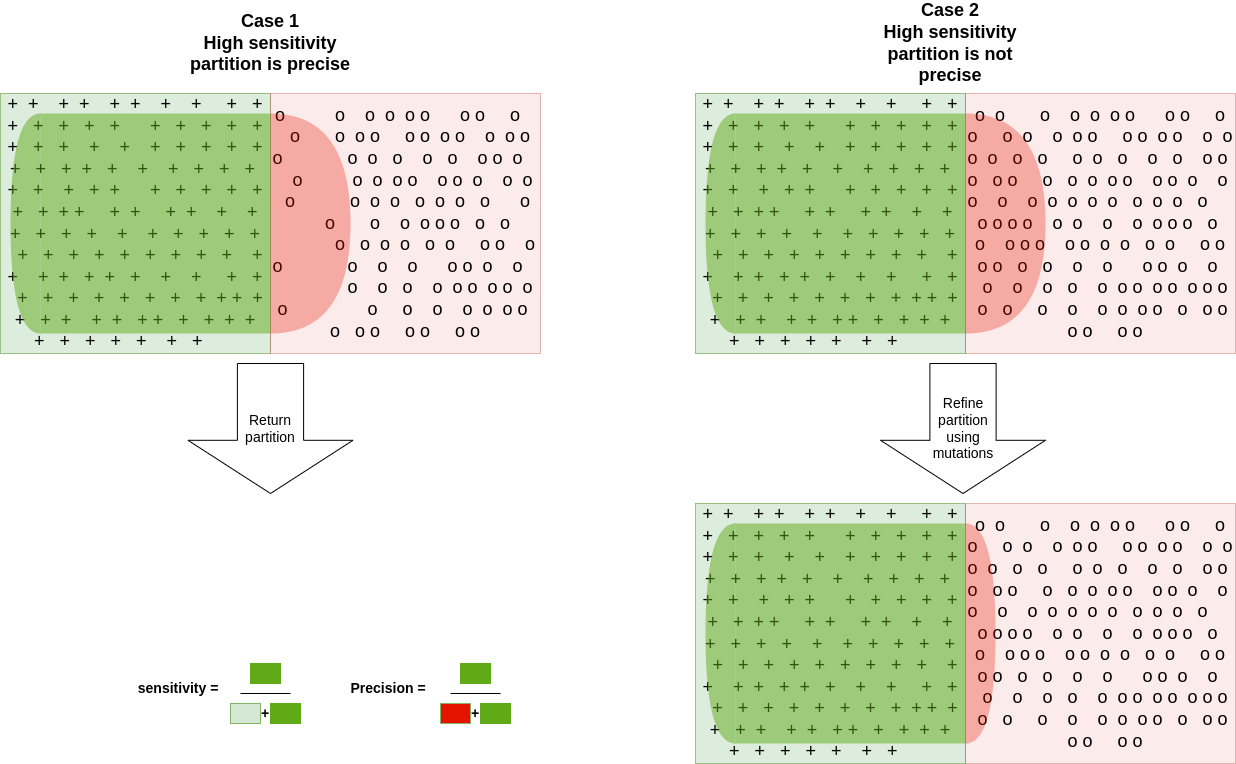 Case 1
High sensitivity
partition is precise
Case 2
High sensitivity
partition is not
precise
Return
partition
Refine
partition
using
mutations
sensitivity =
+
Precision =
+